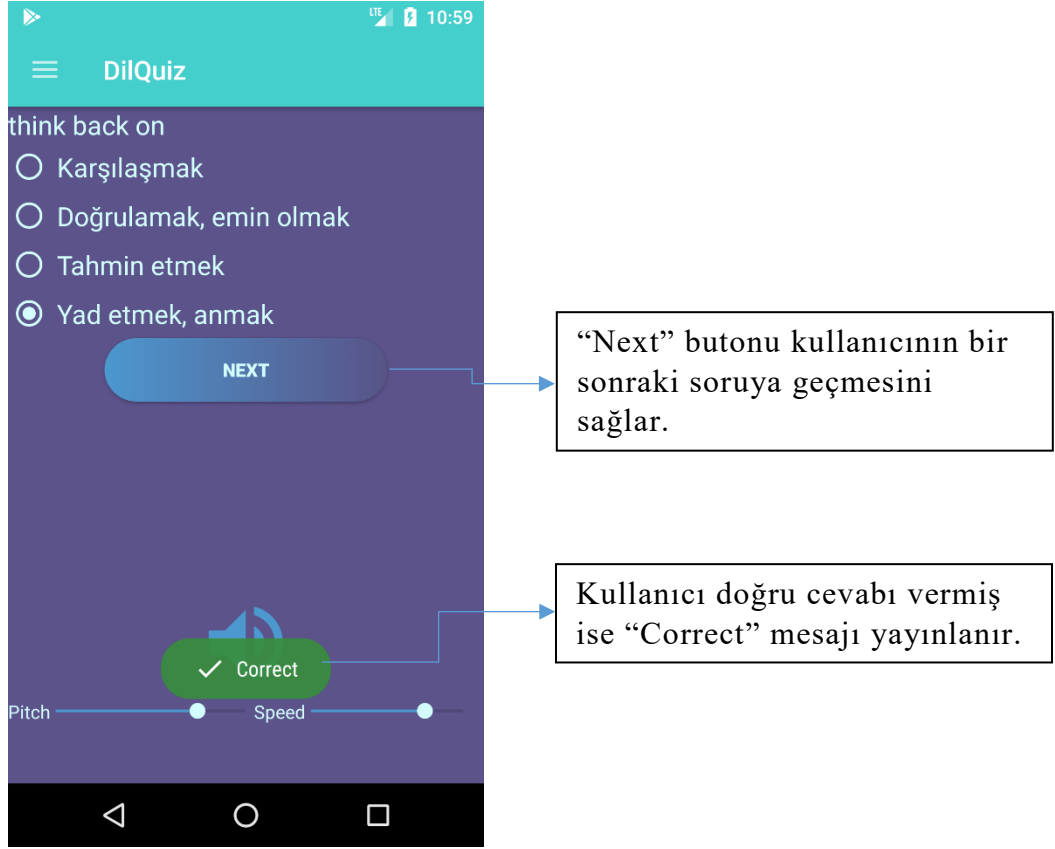 LTE 10:59
DilQuiz
think back on
Karşılaşmak
Doğrulamak, emin olmak
Tahmin etmek
Yad etmek, anmak
NEXT
“Next” butonu kullanıcının bir
sonraki soruya geçmesini
sağlar.
Kullanıcı doğru cevabı vermiş
ise “Correct” mesajı yayınlanır.
Correct
Pitch Speed